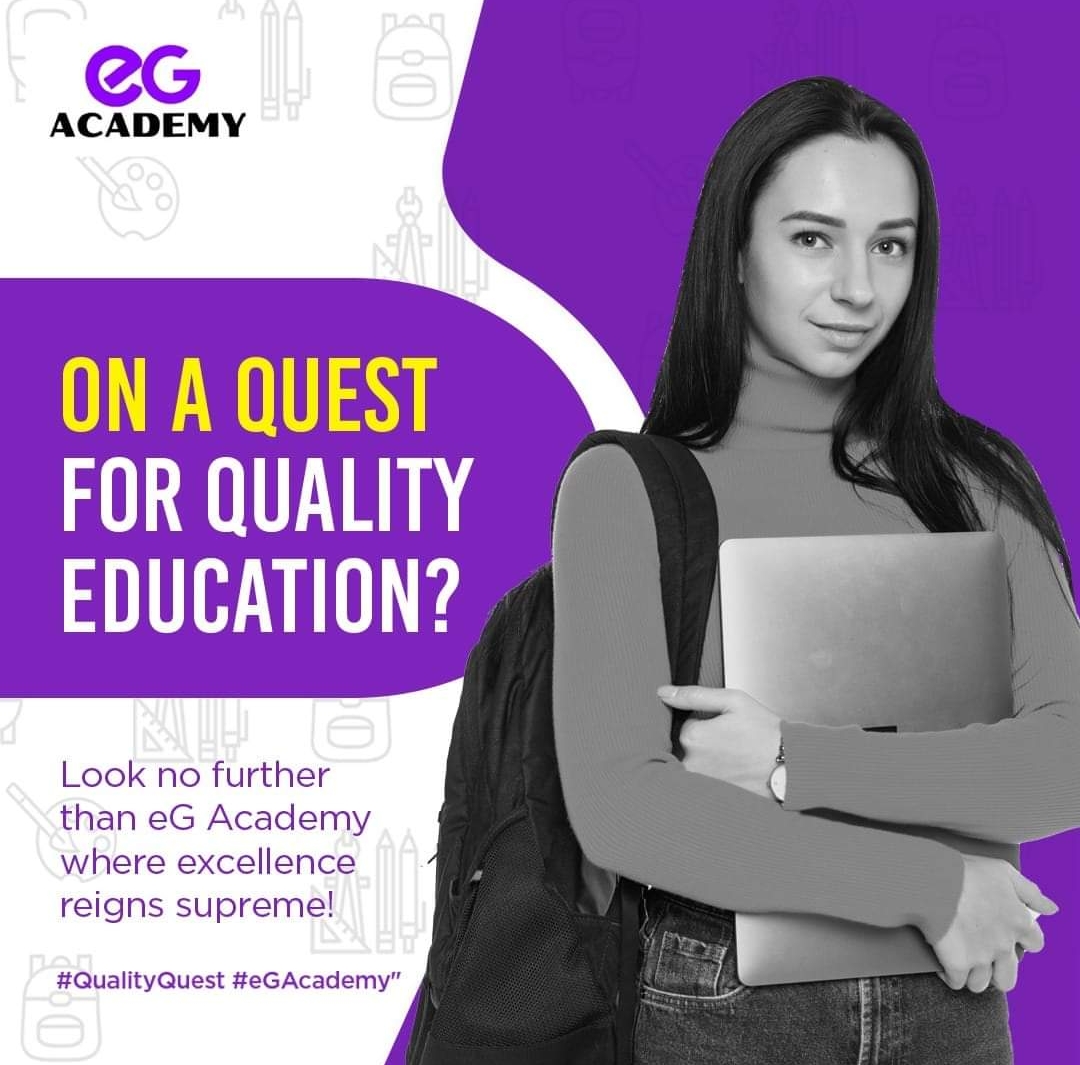 eG
ACADEMY
ON A QUEST
FOR QUALITY
EDUCATION?
Look no further
than eG Academy
where excellence
reigns supreme!
#QualityQuest #eGAcademy"